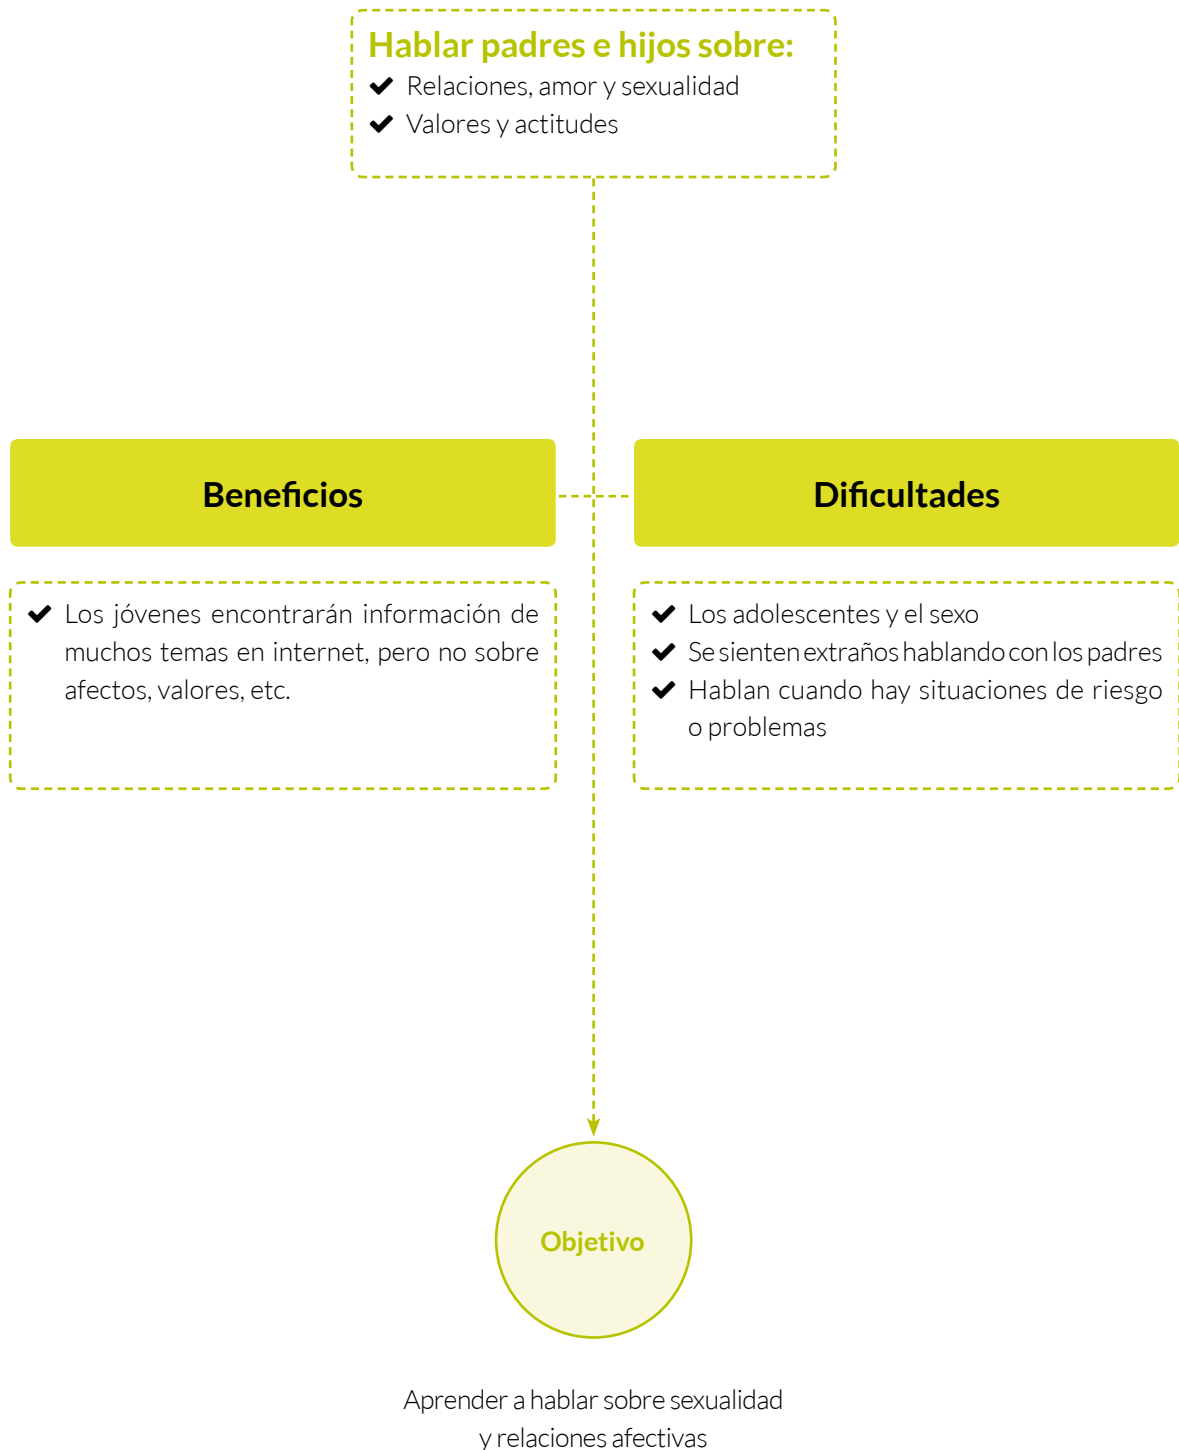 Hablar padres e hijos sobre:
✔ Relaciones, amor y sexualidad
✔ Valores y actitudes
Beneficios
Dificultades
✔ Los jóvenes encontrarán información de
muchos temas en internet, pero no sobre
afectos, valores, etc.
✔ Los adolescentes y el sexo
✔ Se sienten extraños hablando con los padres
✔ Hablan cuando hay situaciones de riesgo
o problemas
Objetivo
Aprender a hablar sobre sexualidad
y relaciones afectivas